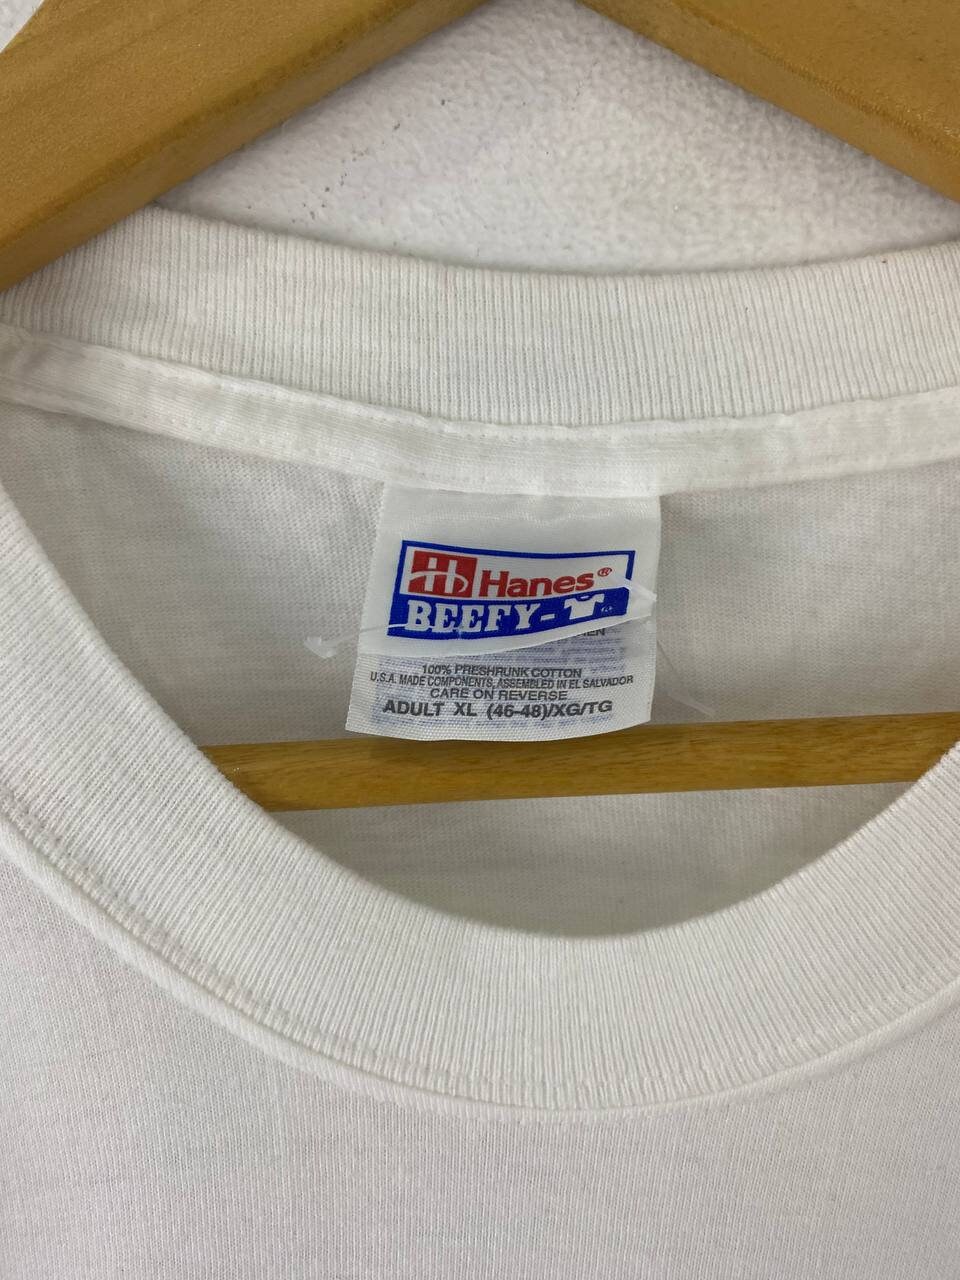 Hanes®
BEEFY-T
100% PRESHRUNK COTTON
U.S.A. MADE COMPONENTS, ASSEMBLED IN EL SALVADOR
CARE ON REVERSE
ADULT XL (46-48)/XG/TG